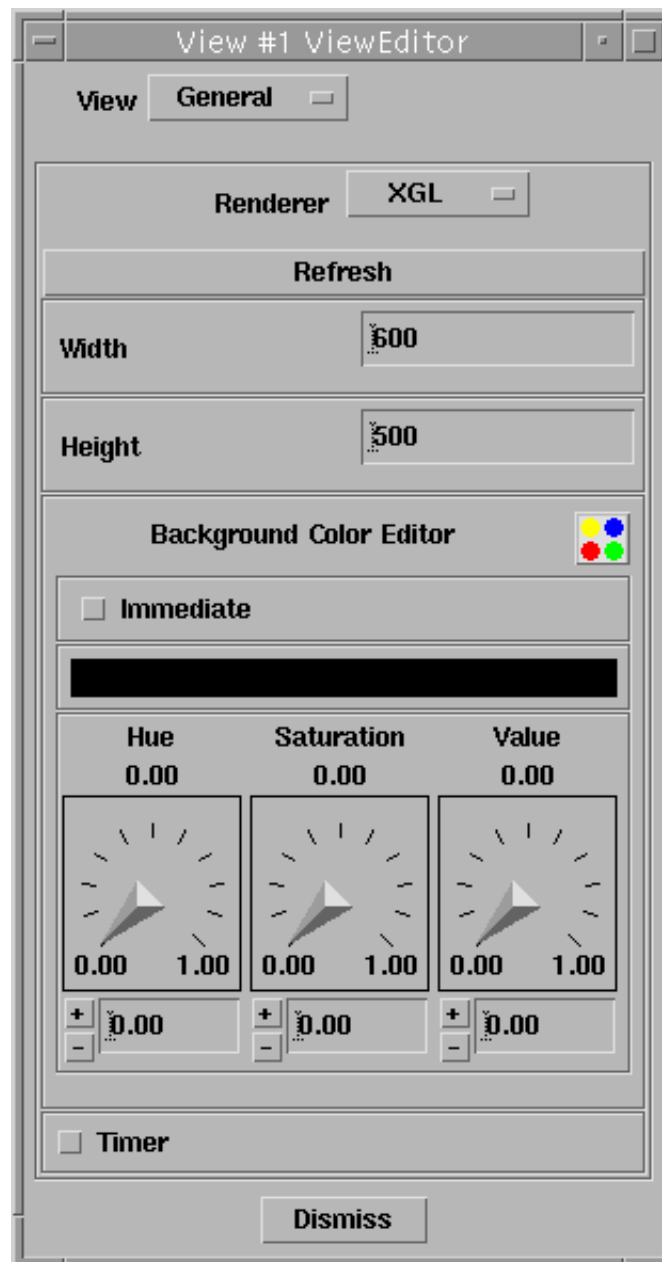 View #1 ViewEditor
View General
Renderer XGL
Refresh
Width 600
Height 500
Background Color Editor
Immediate
Hue Saturation Value
0.00 0.00 0.00
0.00 1.00 0.00 1.00 0.00 1.00
+ 0.00 + 0.00 + 0.00
- - -
Timer
Dismiss